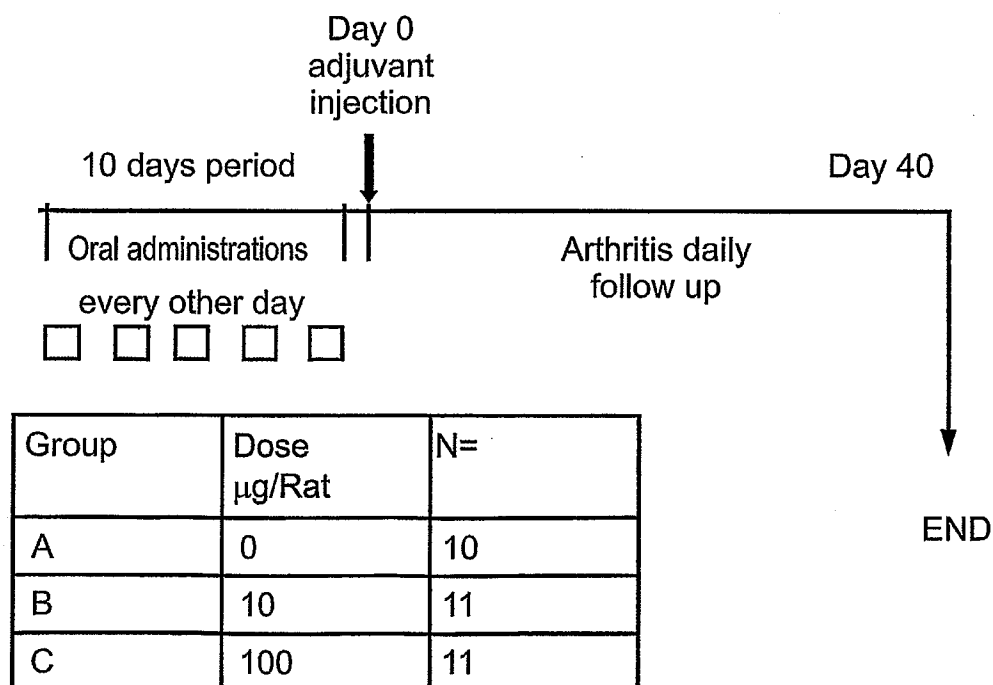 Day 0
adjuvant
injection
10 days period
Day 40
Oral administrations
every other day
Arthritis daily
follow up
END
Group Dose N=
μg/Rat
A 0 10
B 10 11
C 100 11